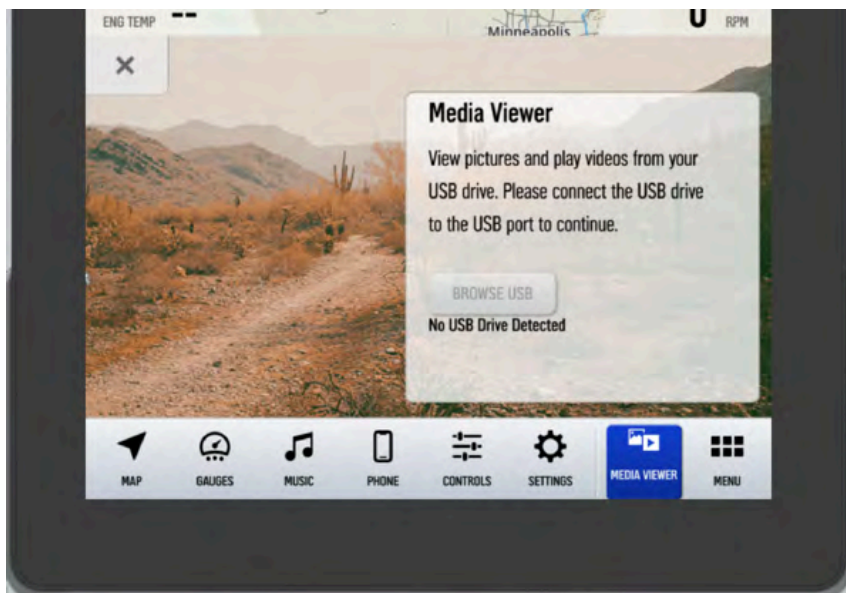 ENG TEMP -- Minneapolis 0 RPM
Media Viewer
View pictures and play videos from your
USB drive. Please connect the USB drive
to the USB port to continue.
BROWSE USB
No USB Drive Detected
MAP GAUGES MUSIC PHONE CONTROLS SETTINGS MEDIA VIEWER MENU